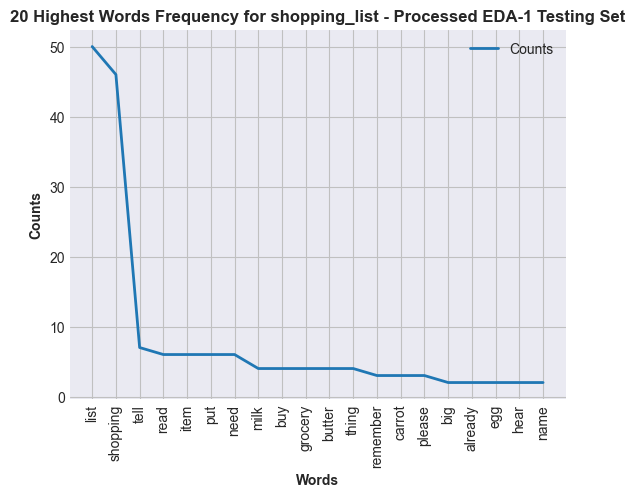 20 Highest Words Frequency for shopping_list - Processed EDA-1 Testing Set
Counts
50
40
30
20
10
0
Counts
list
shopping
tell
read
item
put
need
milk
buy
grocery
butter
thing
remember
carrot
please
big
already
egg
hear
name
Words